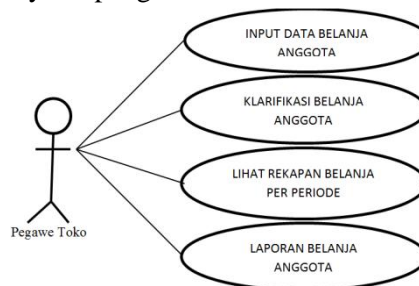 INPUT DATA BELANJA
ANGGOTA
KLARIFIKASI BELANJA
ANGGOTA
LIHAT REKAPAN BELANJA
PER PERIODE
Pegawe Toko
LAPORAN BELANJA
ANGGOTA